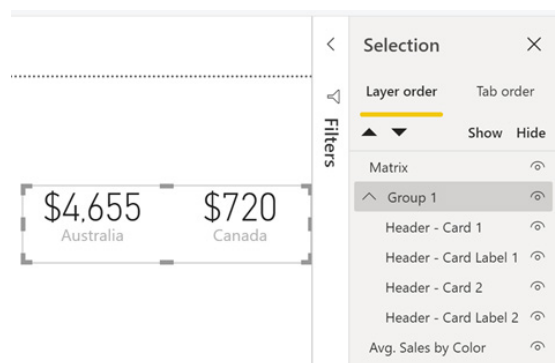 $4,655
Australia
$720
Canada
Filters
Selection
Layer order
Tab order
Show Hide
Matrix
Group 1
Header - Card 1
Header - Card Label 1
Header - Card 2
Header - Card Label 2
Avg. Sales by Color